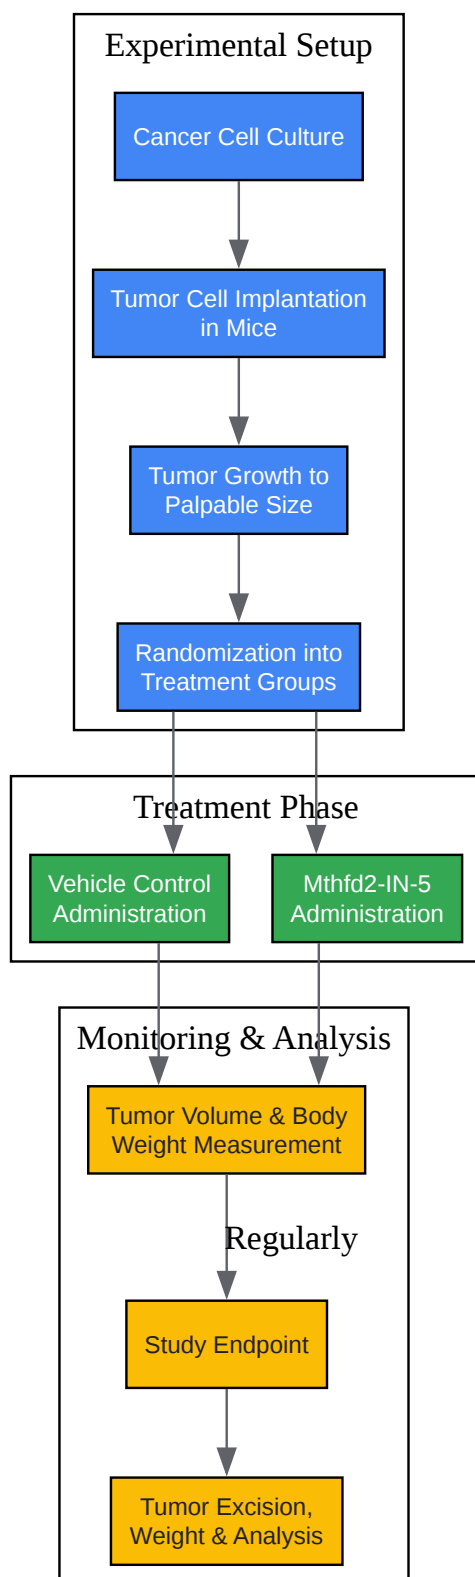 Experimental Setup
Cancer Cell Culture
Tumor Cell Implantation
in Mice
Tumor Growth to
Palpable Size
Randomization into
Treatment Groups
Treatment Phase
Vehicle Control
Administration
Mthfd2-IN-5
Administration
Monitoring & Analysis
Tumor Volume & Body
Weight Measurement
Regularly
Study Endpoint
Tumor Excision,
Weight & Analysis